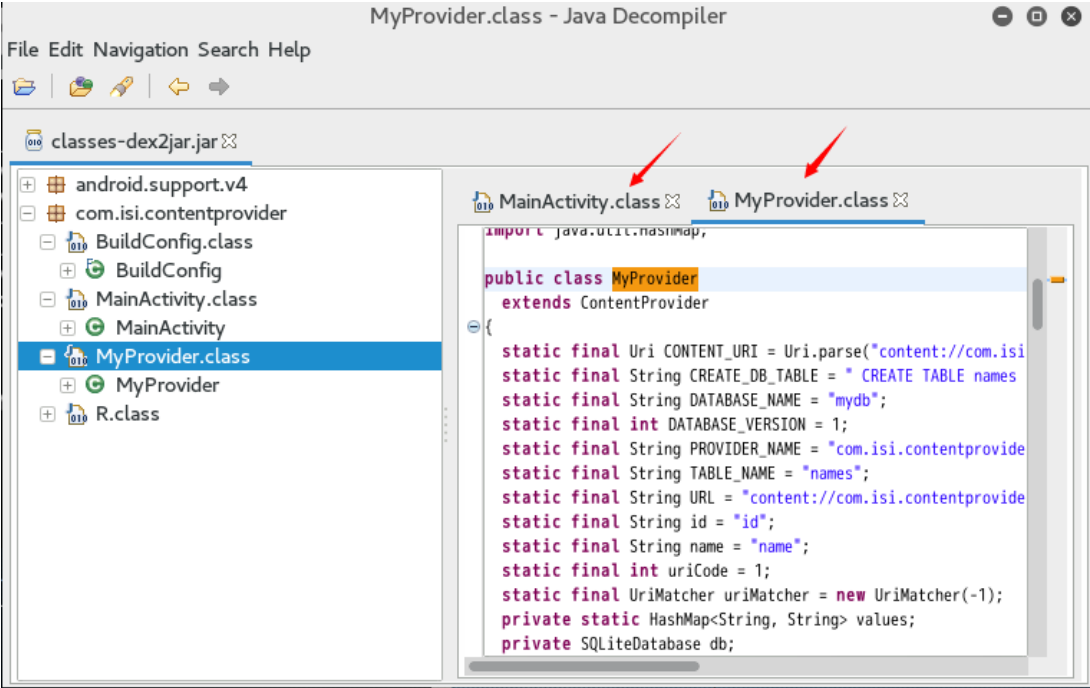 MyProvider.class - Java Decompiler
File Edit Navigation Search Help
classes-dex2jar.jar
android.support.v4
com.isi.contentprovider
BuildConfig.class
BuildConfig
MainActivity.class
MainActivity
MyProvider.class
MyProvider
R.class
MainActivity.class MyProvider.class
import java.util.HashMap;
public class MyProvider
extends ContentProvider
{
static final Uri CONTENT_URI = Uri.parse("content://com.isi
static final String CREATE_DB_TABLE = " CREATE TABLE names
static final String DATABASE_NAME = "mydb";
static final int DATABASE_VERSION = 1;
static final String PROVIDER_NAME = "com.isi.contentprovide
static final String TABLE_NAME = "names";
static final String URL = "content://com.isi.contentprovide
static final String id = "id";
static final String name = "name";
static final int uriCode = 1;
static final UriMatcher uriMatcher = new UriMatcher(-1);
private static HashMap<String, String> values;
private SQLiteDatabase db;